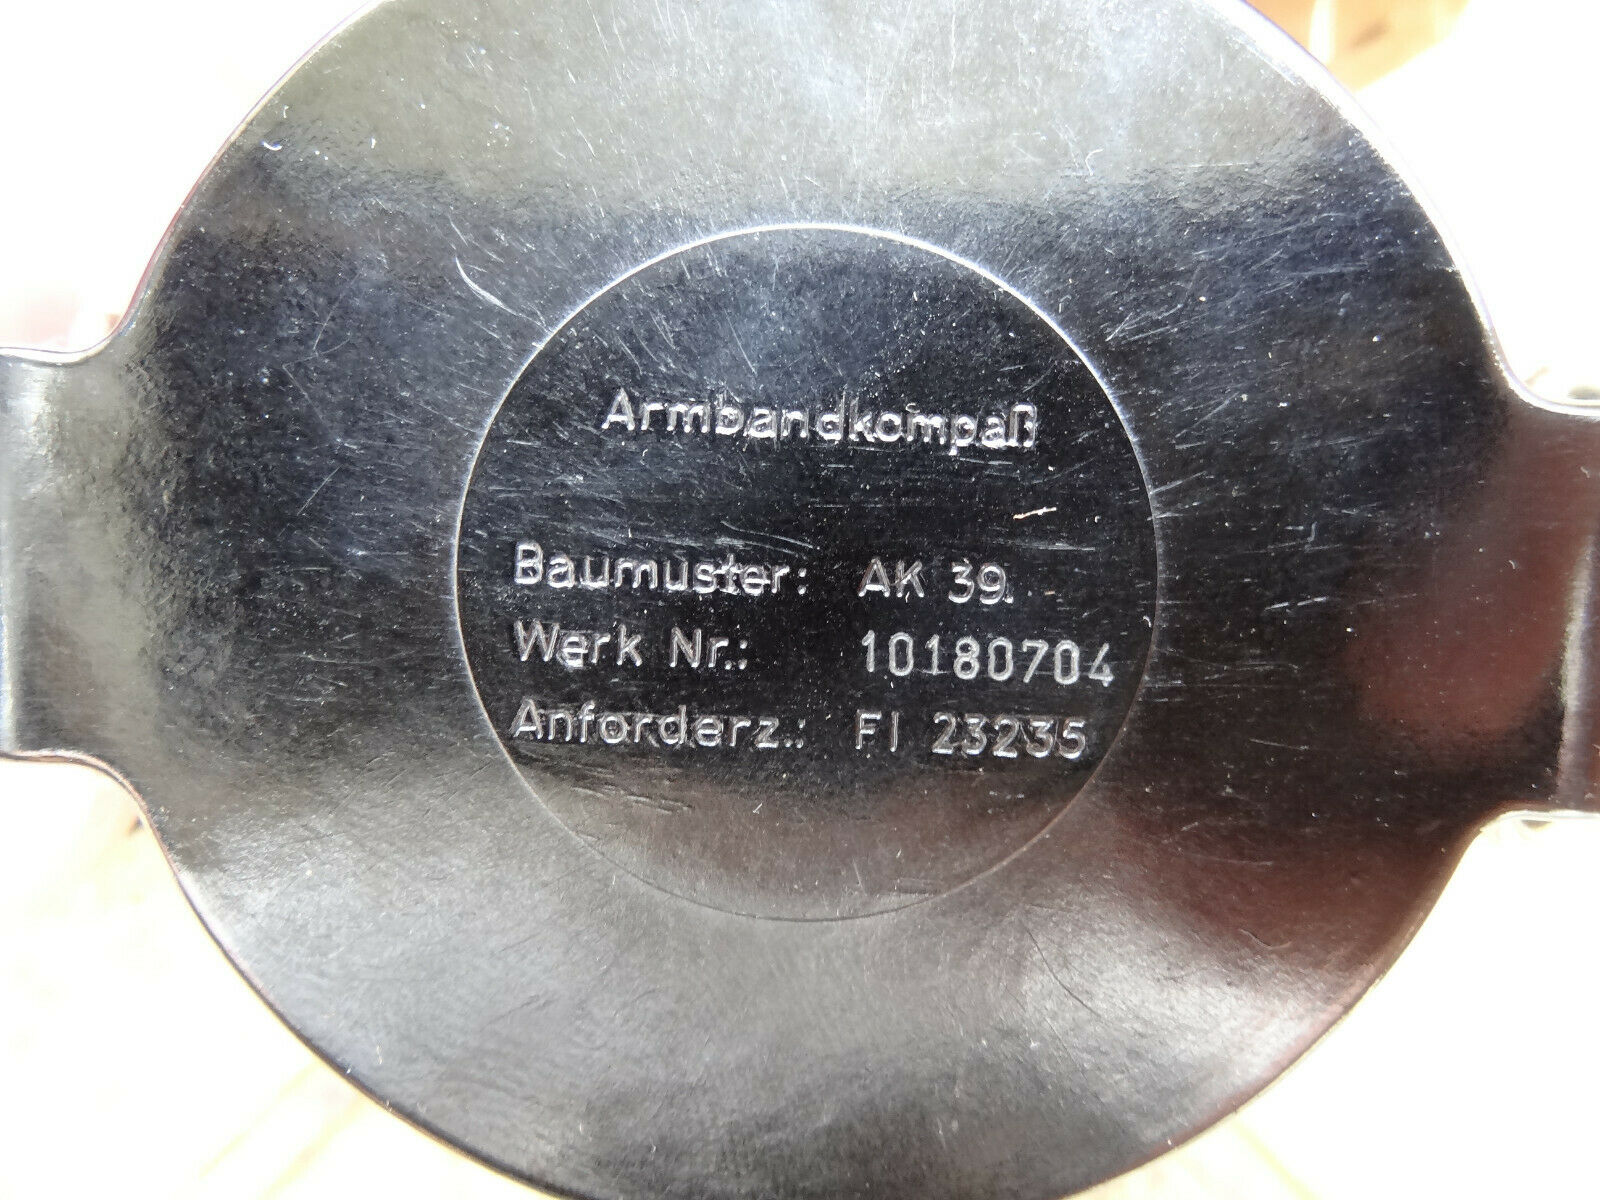 Armbandkompaß
Baumuster: AK 39.
Werk Nr.: 10180704
Anforderz.: Fl 23235